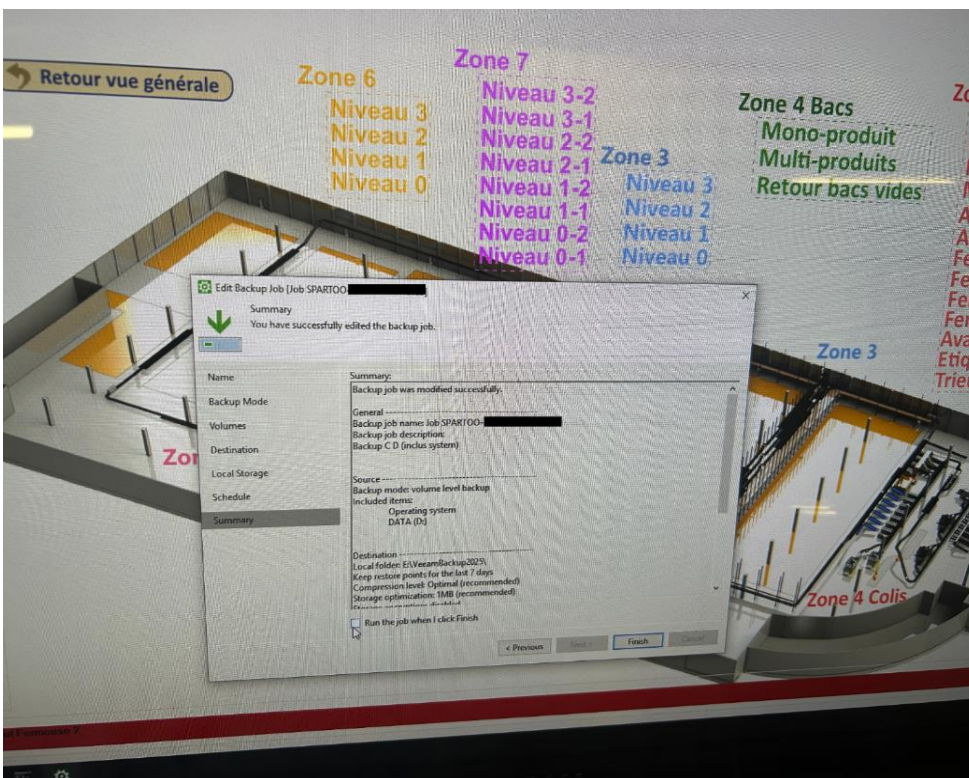 Retour vue générale
Zone 6
Niveau 3
Niveau 2
Niveau 1
Niveau 0
Zone 7
Niveau 3-2
Niveau 3-1
Niveau 2-2
Niveau 2-1
Niveau 1-2
Niveau 1-1
Niveau 0-2
Niveau 0-1
Zone 3
Niveau 3
Niveau 2
Niveau 1
Niveau 0
Zone 4 Bacs
Mono-produit
Multi-produits
Retour bacs vides
Zone 3
Zone 4 Colis
Edit Backup Job [Job SPARTOO-
Summary
You have successfully edited the backup job.
Name
Backup Mode
Volumes
Destination
Local Storage
Schedule
Summary
Summary:
Backup job was modified successfully.
General
Backup job name: Job SPARTOO-
Backup job description:
Backup C D (inclus system)
Source
Backup mode: volume level backup
Included items:
Operating system
DATA (D:)
Destination
Local folder: E:\VeeamBackup2025\
Keep restore points for the last 7 days
Compression level: Optimal (recommended)
Storage optimization: 1MB (recommended)
Run the job when I click Finish
< Previous
Next >
Finish
Cancel